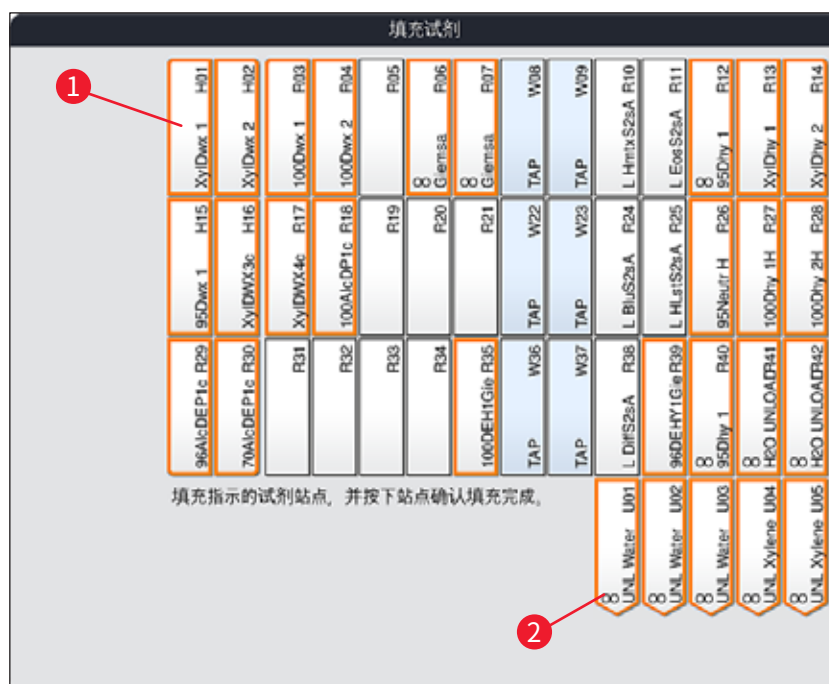 填充试剂
1
XylDwx 1 H01
XylDwx 2 H02
100Dwx 1 R03
100Dwx 2 R04
R05
∞ Giemsa R06
∞ Giemsa R07
TAP W08
TAP W09
L HmtxS2sA R10
L EosS2sA R11
∞ 95Dhy 1 R12
XylDhy 1 R13
XylDhy 2 R14
95Dwx 1 H15
XylDWX3c H16
XylDWX4c R17
100AlcDP1c R18
R19
R20
R21
TAP W22
TAP W23
L BluS2sA R24
L HLstS2sA R25
95Neutr H R26
100Dhy 1H R27
100Dhy 2H R28
96AlcDEP1c R29
70AlcDEP1c R30
R31
R32
R33
R34
100DEH1Gie R35
TAP W36
TAP W37
L DiffS2sA R38
96DEHY1Gie R39
∞ 95Dhy 1 R40
∞ H2O UNLOAD R41
∞ H2O UNLOAD R42
填充指示的试剂站点，并按下站点确认填充完成。
∞ UNL Water U01
∞ UNL Water U02
∞ UNL Water U03
∞ UNL Xylene U04
∞ UNL Xylene U05
2